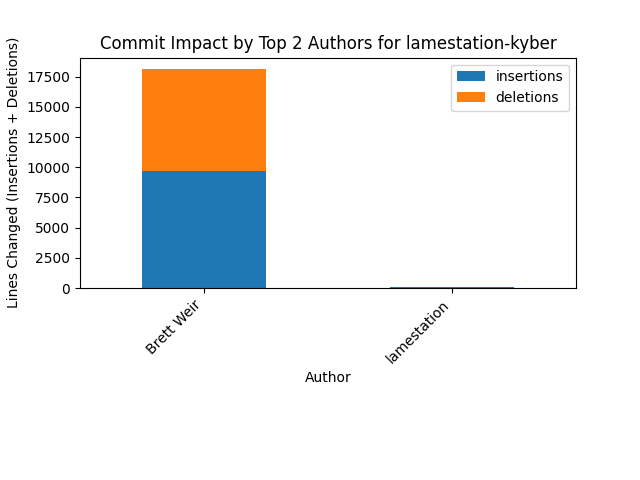 Commit Impact by Top 2 Authors for lamestation-kyber
Lines Changed (Insertions + Deletions)
17500
15000
12500
10000
7500
5000
2500
0
insertions
deletions
Brett Weir
lamestation
Author